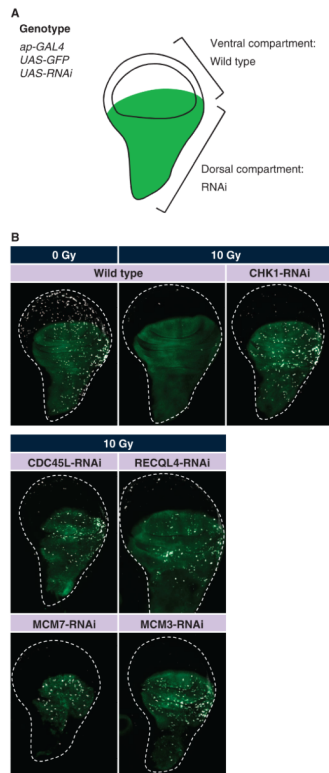 A
Genotype
ap-GAL4
UAS-GFP
UAS-RNAi
Ventral compartment:
Wild type
Dorsal compartment:
RNAi
B
0 Gy 10 Gy
Wild type CHK1-RNAi
10 Gy
CDC45L-RNAi RECQL4-RNAi
MCM7-RNAi MCM3-RNAi